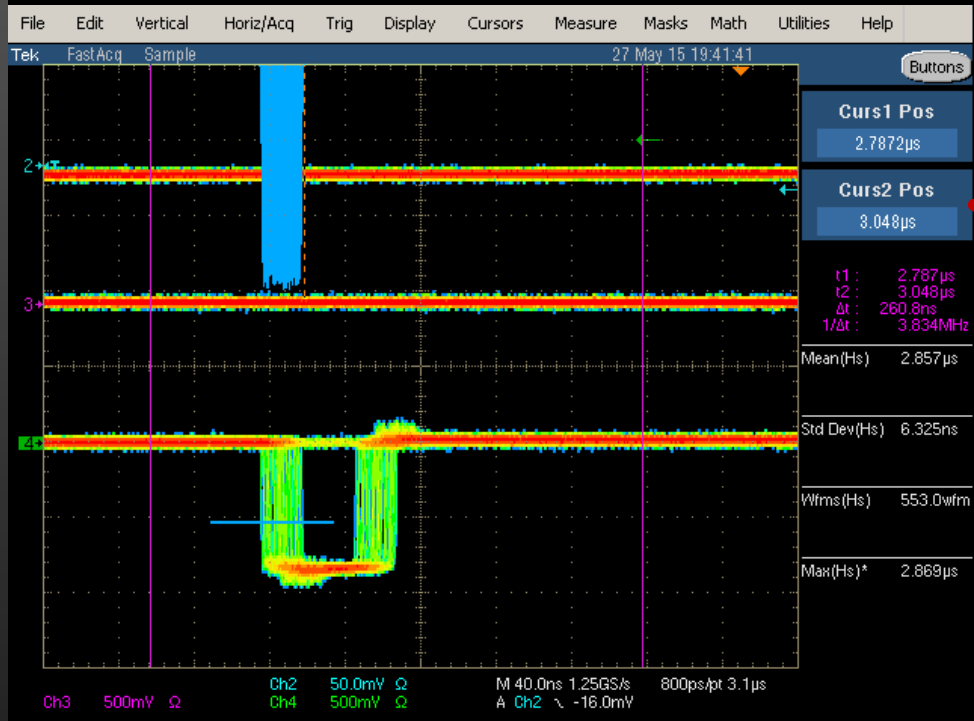 File Edit Vertical Horiz/Acq Trig Display Cursors Measure Masks Math Utilities Help
Tek FastAcq Sample 27 May 15 19:41:41
Buttons
Curs1 Pos
2.7872µs
Curs2 Pos
3.048µs
t1 : 2.787µs
t2 : 3.048µs
Δt : 260.8ns
1/Δt : 3.834MHz
Mean(Hs) 2.857µs
Std Dev(Hs) 6.325ns
Wfms(Hs) 553.0wfm
Max(Hs)* 2.869µs
2 T
3
4
Ch2 50.0mV Ω M 40.0ns 1.25GS/s 800ps/pt 3.1µs
Ch3 500mV Ω Ch4 500mV Ω A Ch2 \ -16.0mV